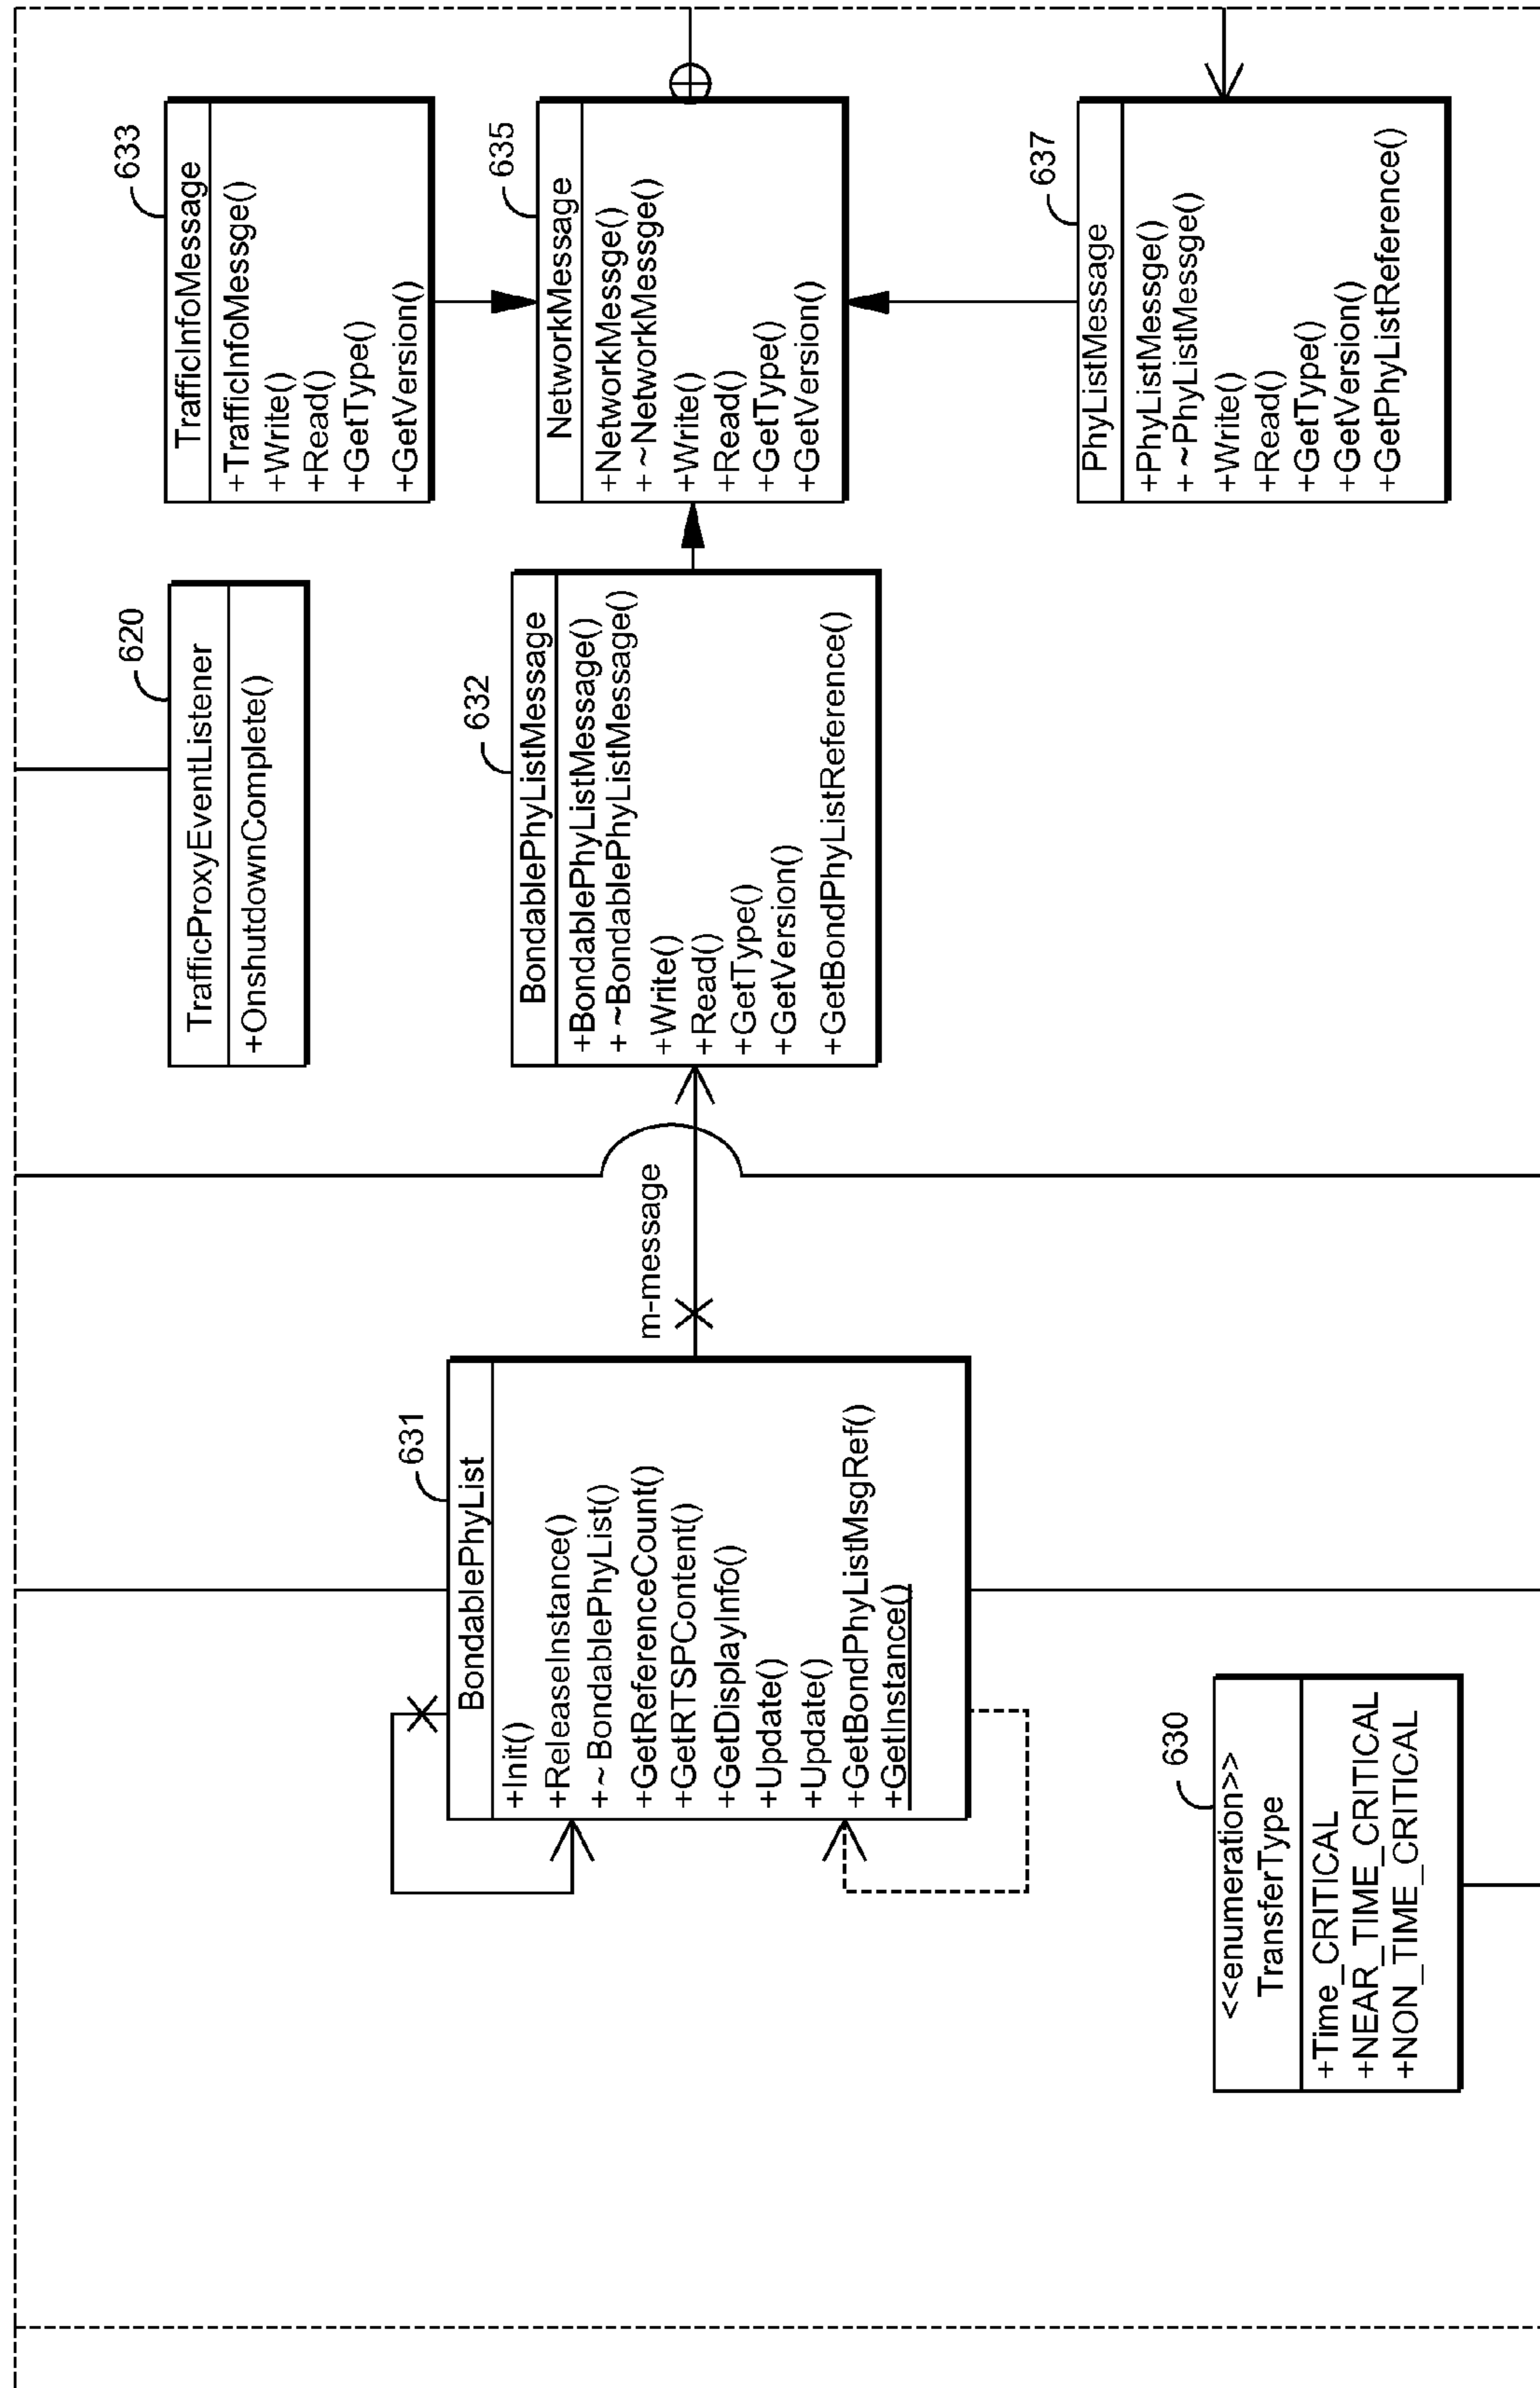 631
BondablePhyList
+Init()
+ReleaseInstance()
+~BondablePhyList()
+GetReferenceCount()
+GetRTSPContent()
+GetDisplayInfo()
+Update()
+Update()
+GetBondPhyListMsgRef()
+GetInstance()
630
<<enumeration>>
TransferType
+Time_CRITICAL
+NEAR_TIME_CRITICAL
+NON_TIME_CRITICAL
m-message
620
TrafficProxyEventListener
+OnshutdownComplete()
632
BondablePhyListMessage
+BondablePhyListMessage()
+~BondablePhyListMessage()
+Write()
+Read()
+GetType()
+GetVersion()
+GetBondPhyListReference()
633
TrafficInfoMessage
+TrafficInfoMessge()
+Write()
+Read()
+GetType()
+GetVersion()
635
NetworkMessage
+NetworkMessge()
+~NetworkMessge()
+Write()
+Read()
+GetType()
+GetVersion()
637
PhyListMessage
+PhyListMessge()
+~PhyListMessge()
+Write()
+Read()
+GetType()
+GetVersion()
+GetPhyListReference()